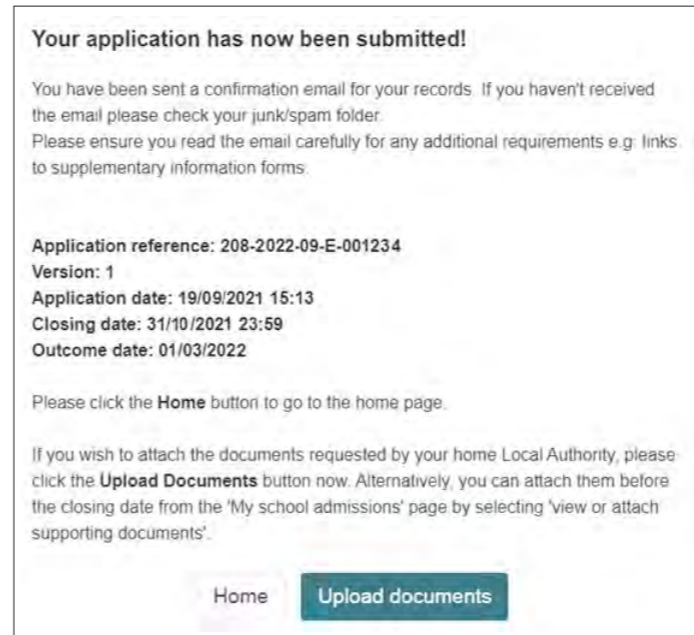 Your application has now been submitted!
You have been sent a confirmation email for your records. If you haven't received
the email please check your junk/spam folder.
Please ensure you read the email carefully for any additional requirements e.g. links
to supplementary information forms.
Application reference: 208-2022-09-E-001234
Version: 1
Application date: 19/09/2021 15:13
Closing date: 31/10/2021 23:59
Outcome date: 01/03/2022
Please click the Home button to go to the home page.
If you wish to attach the documents requested by your home Local Authority, please
click the Upload Documents button now. Alternatively, you can attach them before
the closing date from the 'My school admissions' page by selecting 'view or attach
supporting documents'.
Home Upload documents